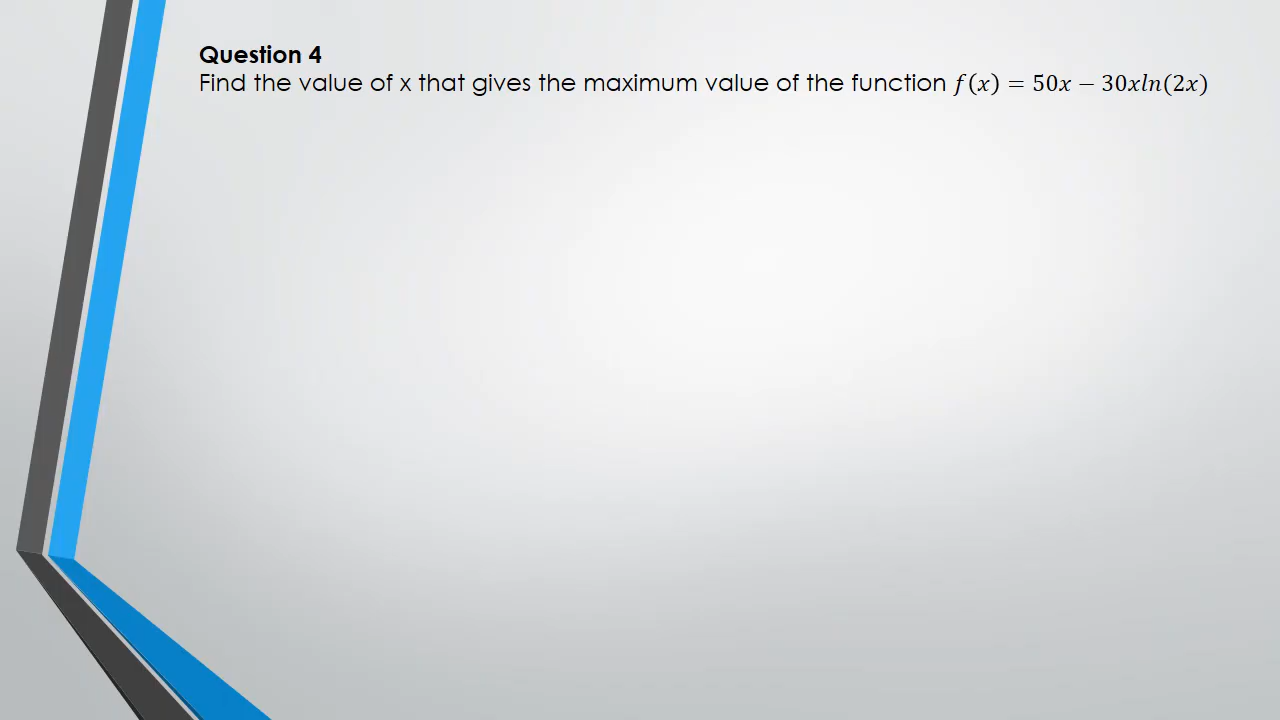 Question 4
Find the value of x that gives the maximum value of the function f(x) = 50x − 30xln(2x)